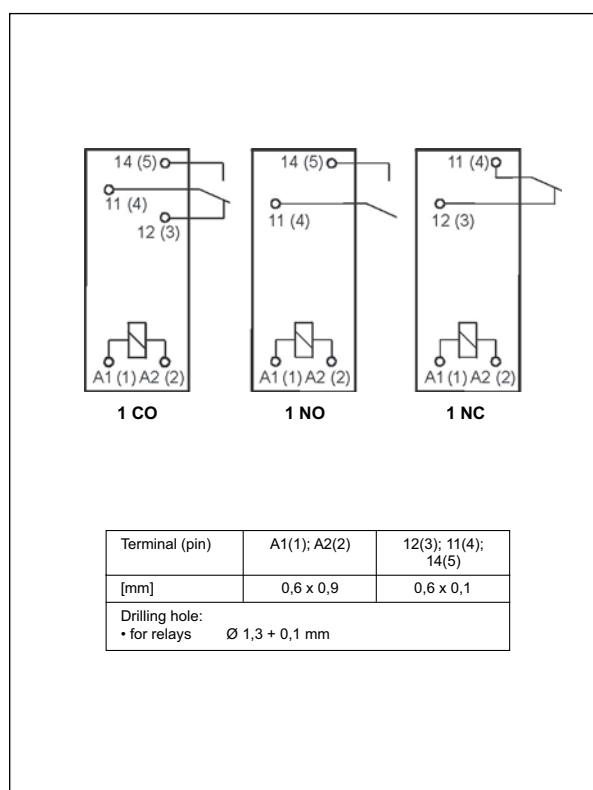 14 (5)
11 (4)
12 (3)
A1 (1) A2 (2)
1 CO
14 (5)
11 (4)
A1 (1) A2 (2)
1 NO
11 (4)
12 (3)
A1 (1) A2 (2)
1 NC
Terminal (pin) A1(1); A2(2) 12(3); 11(4);
14(5)
[mm] 0,6 x 0,9 0,6 x 0,1
Drilling hole:
• for relays Ø 1,3 + 0,1 mm